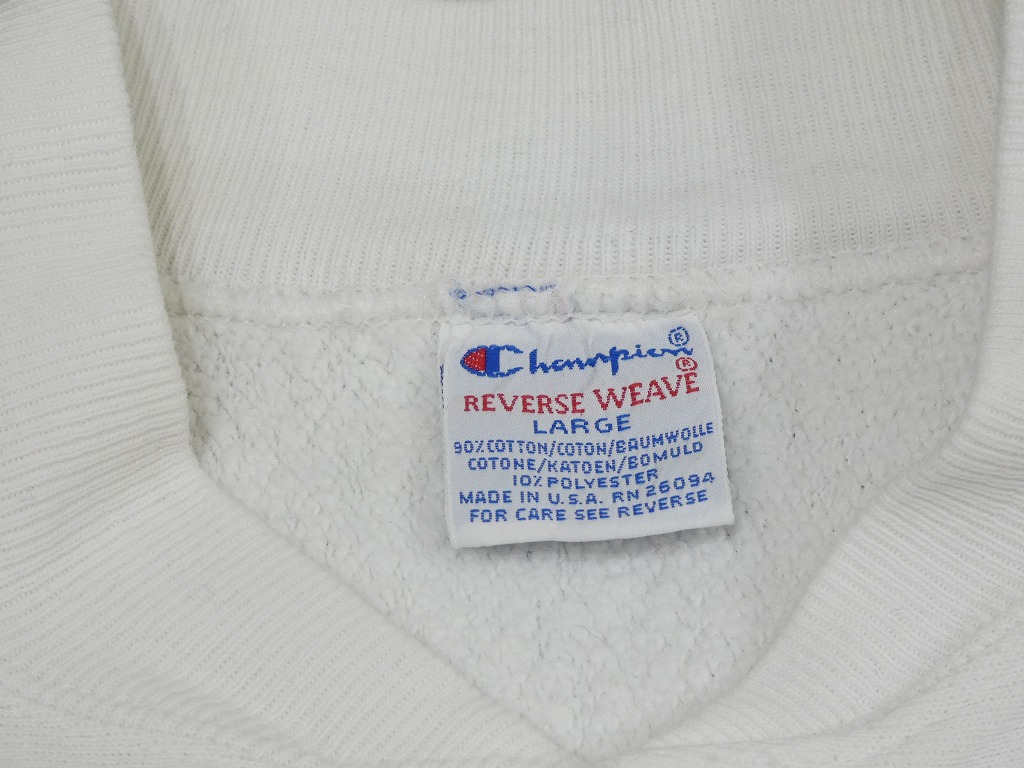 Champion®
REVERSE WEAVE®
LARGE
90% COTTON/COTON/BAUMWOLLE
COTONE/KATOEN/BOMULD
10% POLYESTER
MADE IN U.S.A. RN 26094
FOR CARE SEE REVERSE